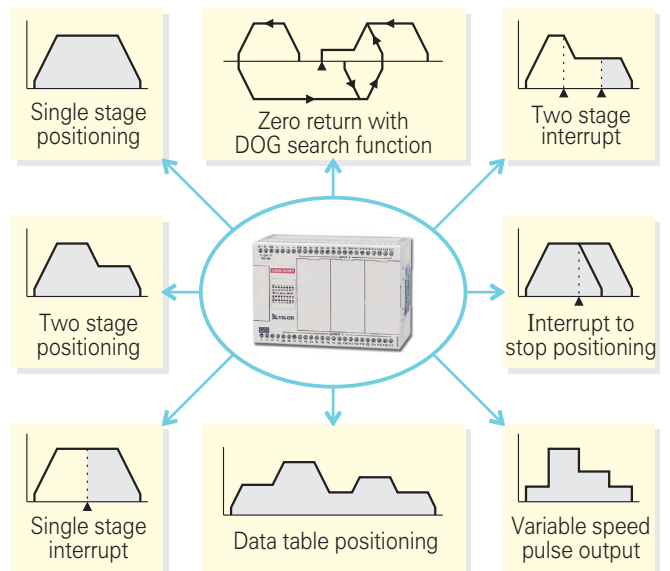 Single stage
positioning
Zero return with
DOG search function
Two stage
interrupt
Two stage
positioning
VIGOR
Interrupt to
stop positioning
Single stage
interrupt
Data table positioning
Variable speed
pulse output